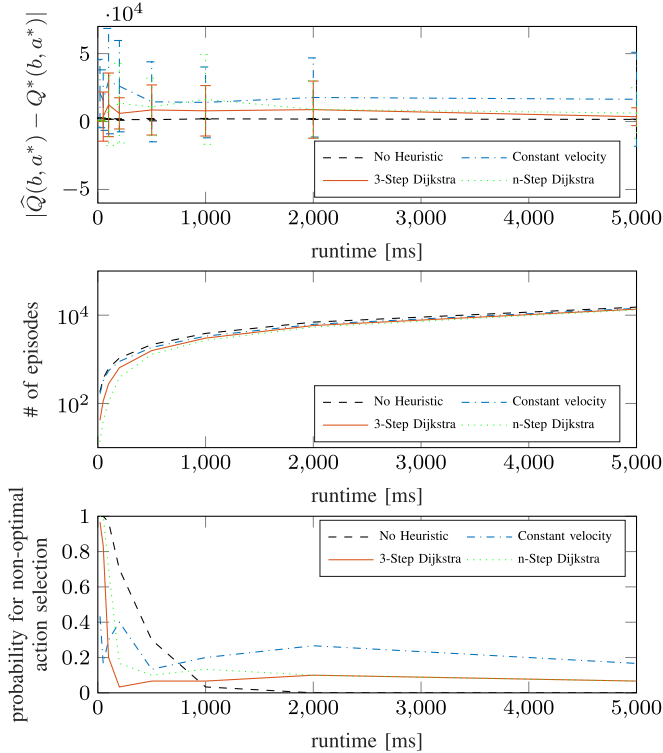 ·10⁴
|Q̂(b, a*) − Q*(b, a*)|
5
0
−5
No Heuristic
Constant velocity
3-Step Dijkstra
n-Step Dijkstra
0 1,000 2,000 3,000 4,000 5,000
runtime [ms]
# of episodes
10⁴
10²
No Heuristic
Constant velocity
3-Step Dijkstra
n-Step Dijkstra
0 1,000 2,000 3,000 4,000 5,000
runtime [ms]
probability for non-optimal
action selection
1
0.8
0.6
0.4
0.2
0
No Heuristic
Constant velocity
3-Step Dijkstra
n-Step Dijkstra
0 1,000 2,000 3,000 4,000 5,000
runtime [ms]